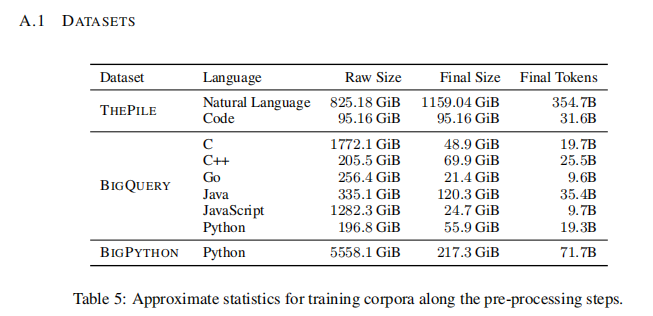 A.1 DATASETS
Dataset Language Raw Size Final Size Final Tokens
THEPILE
Natural Language 825.18 GiB 1159.04 GiB 354.7B
Code 95.16 GiB 95.16 GiB 31.6B
BIGQUERY
C 1772.1 GiB 48.9 GiB 19.7B
C++ 205.5 GiB 69.9 GiB 25.5B
Go 256.4 GiB 21.4 GiB 9.6B
Java 335.1 GiB 120.3 GiB 35.4B
JavaScript 1282.3 GiB 24.7 GiB 9.7B
Python 196.8 GiB 55.9 GiB 19.3B
BIGPYTHON Python 5558.1 GiB 217.3 GiB 71.7B
Table 5: Approximate statistics for training corpora along the pre-processing steps.